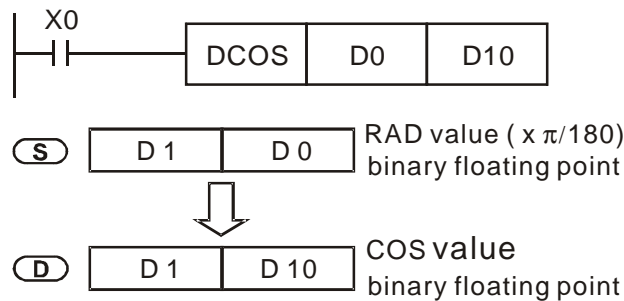 X0
DCOS D0 D10
S D 1 D 0 RAD value ( x π/180)
binary floating point
D D 1 D 10 COS value
binary floating point